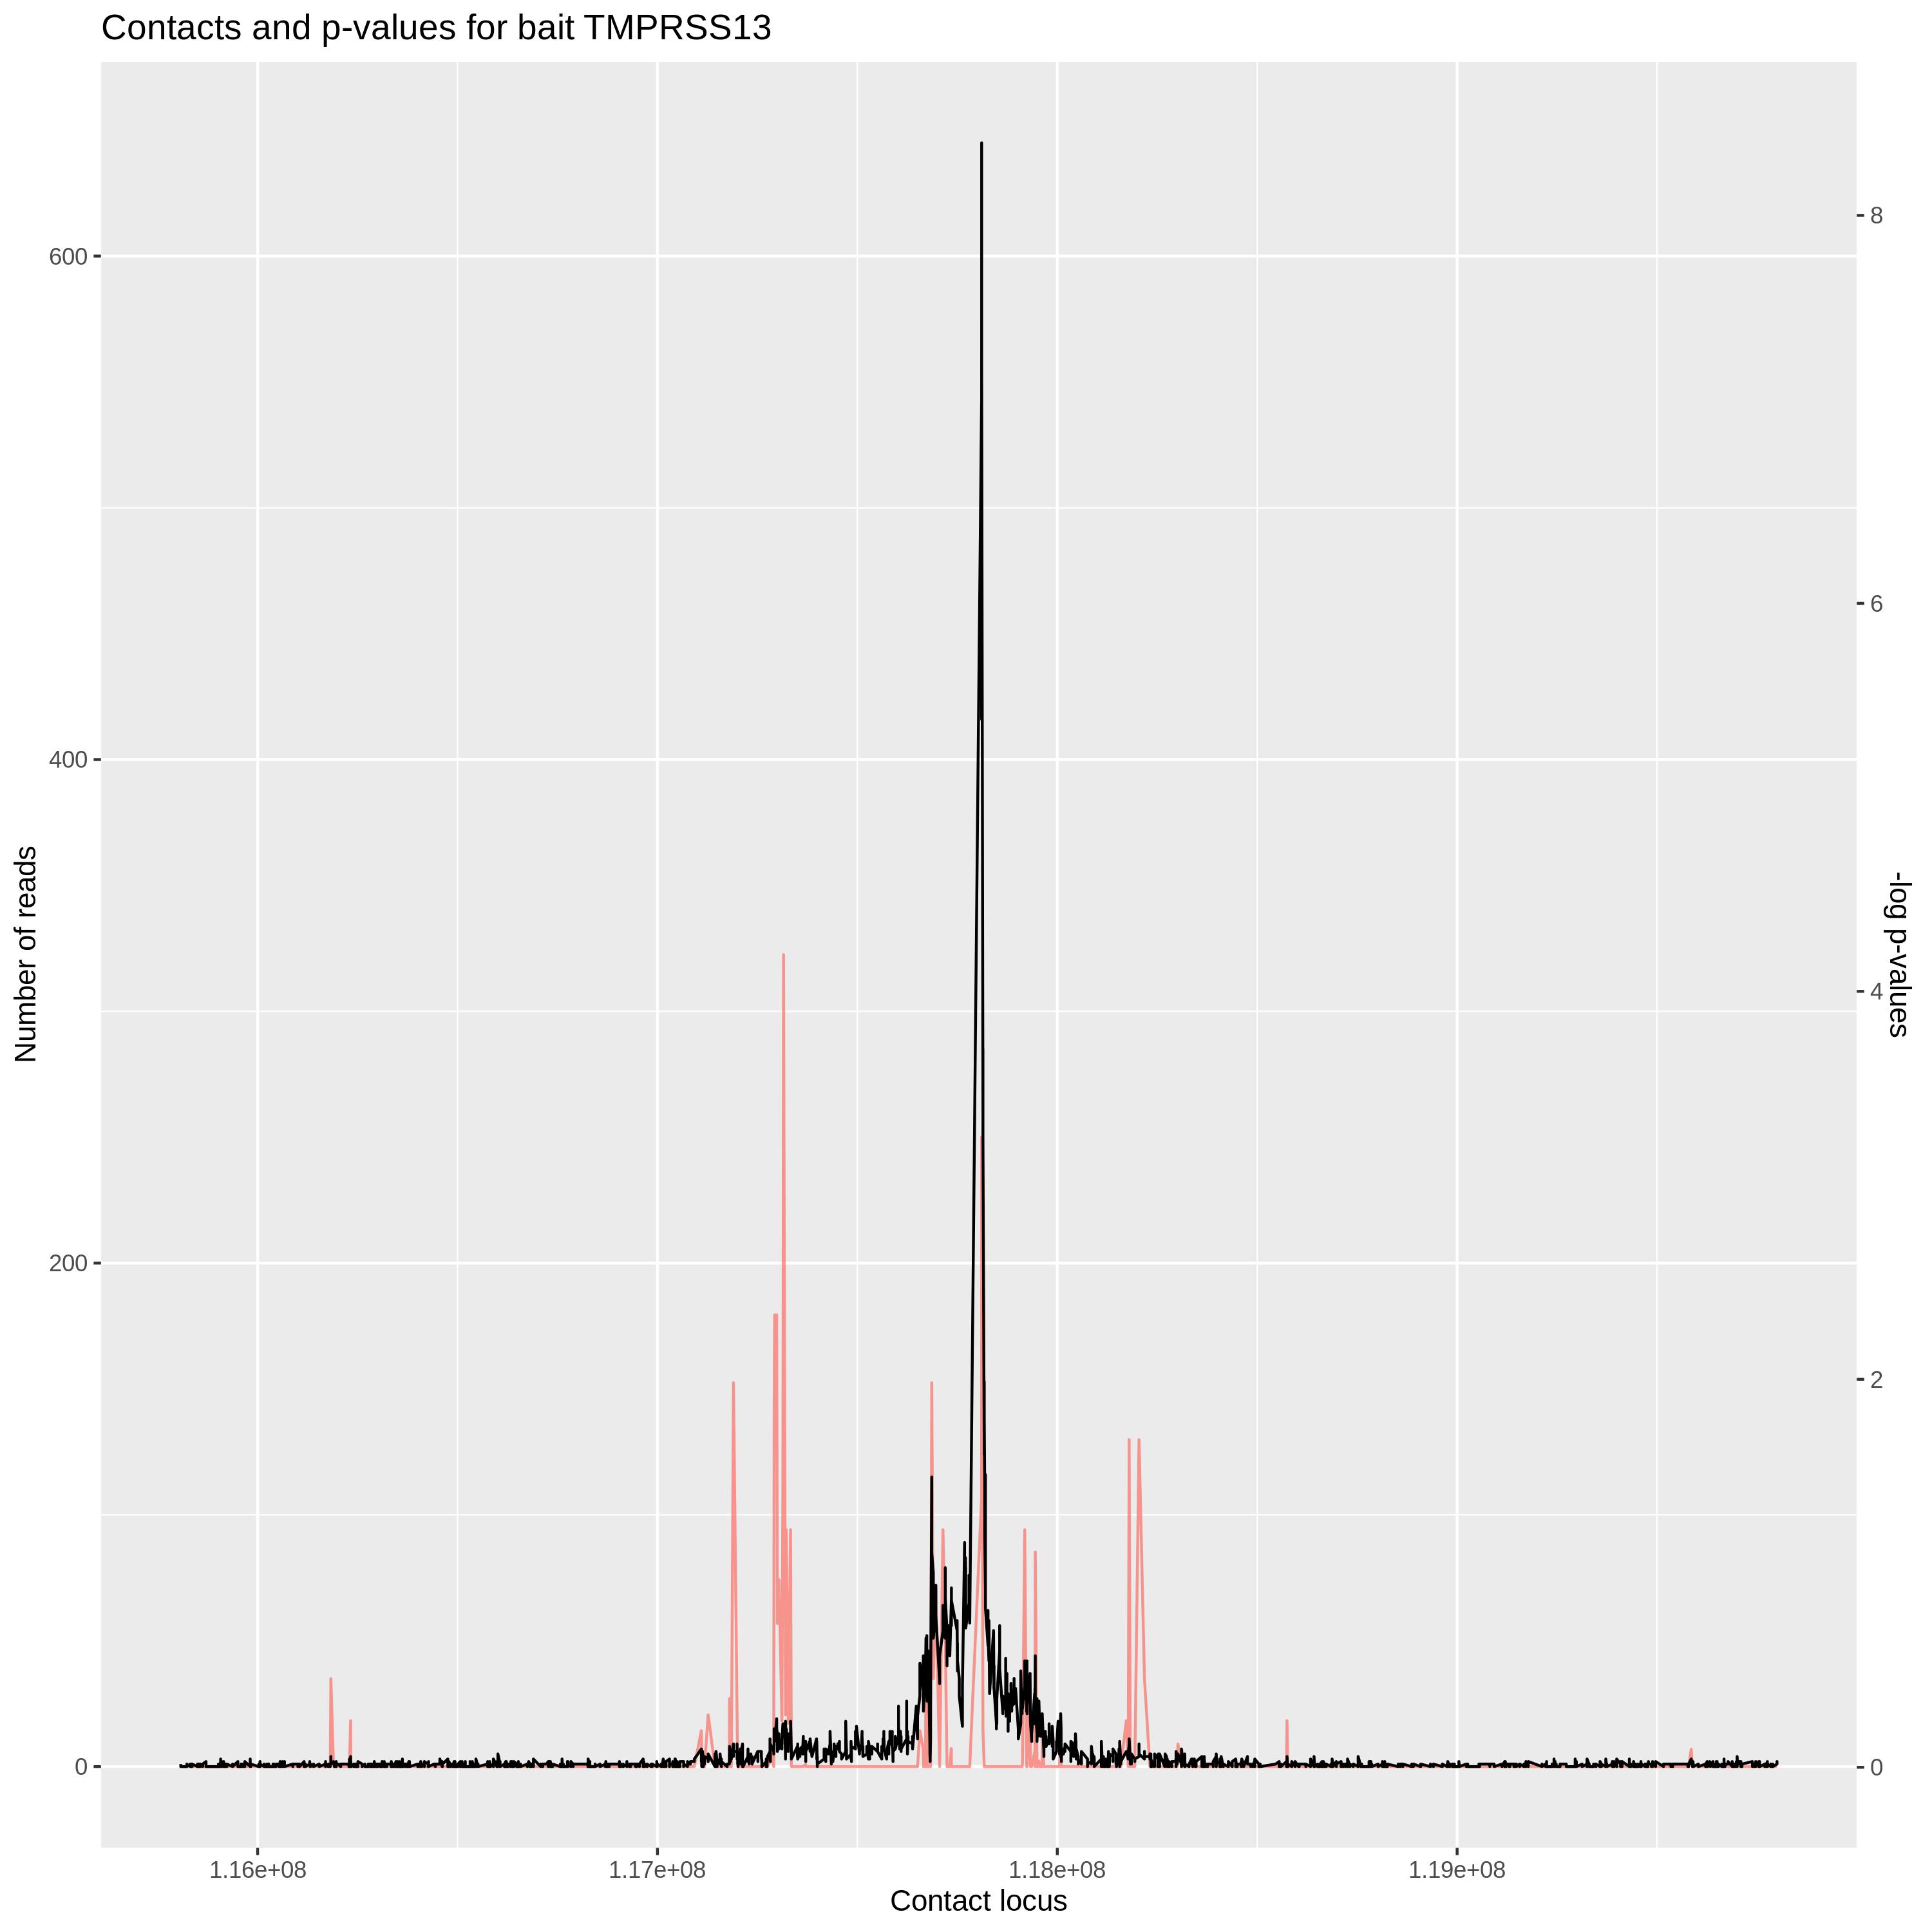 Contacts and p-values for bait TMPRSS13
Number of reads
600
400
200
0
8
6
4
2
0
-log p-values
1.16e+08
1.17e+08
1.18e+08
1.19e+08
Contact locus